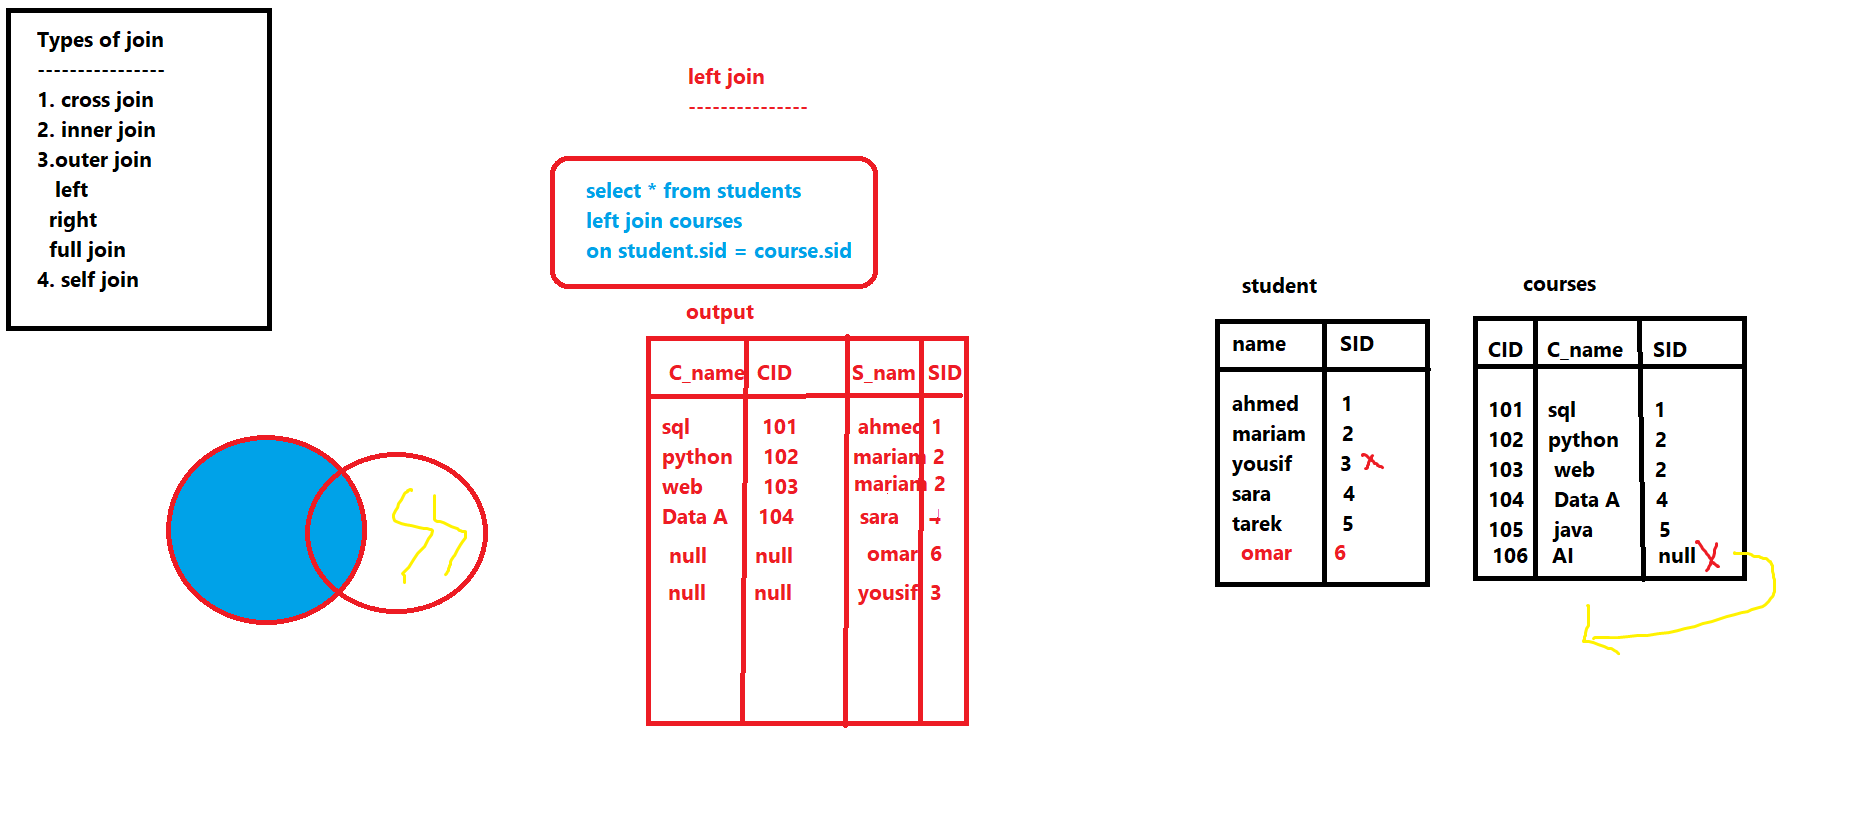 Types of join
----------------
1. cross join
2. inner join
3.outer join
left
right
full join
4. self join
left join
---------------
select * from students
left join courses
on student.sid = course.sid
output
C_name CID S_nam SID
sql 101 ahmed 1
python 102 mariam 2
web 103 mariam 2
Data A 104 sara 4
null null omar 6
null null yousif 3
student
name SID
ahmed 1
mariam 2
yousif 3
sara 4
tarek 5
omar 6
courses
CID C_name SID
101 sql 1
102 python 2
103 web 2
104 Data A 4
105 java 5
106 AI null